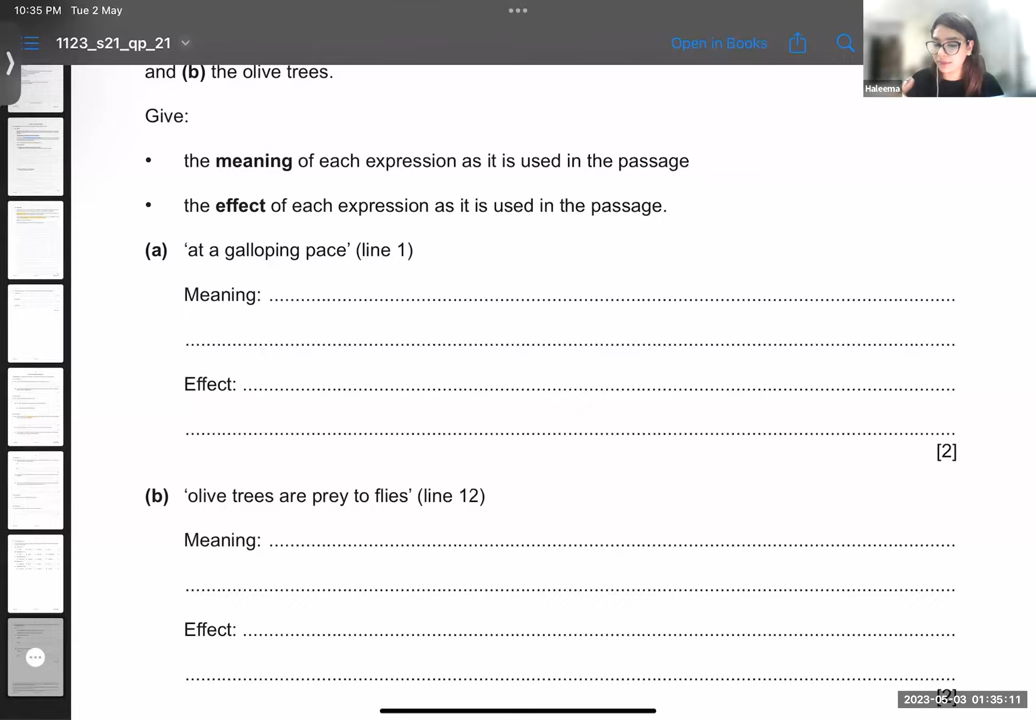 10:35 PM Tue 2 May
1123_s21_qp_21
Open in Books
Haleema
and (b) the olive trees.
Give:
• the meaning of each expression as it is used in the passage
• the effect of each expression as it is used in the passage.
(a) ‘at a galloping pace’ (line 1)
Meaning: ....................................................................................................
....................................................................................................
Effect: ....................................................................................................
....................................................................................................
[2]
(b) ‘olive trees are prey to flies’ (line 12)
Meaning: ....................................................................................................
....................................................................................................
Effect: ....................................................................................................
....................................................................................................
[2]
2023-05-03 01:35:11